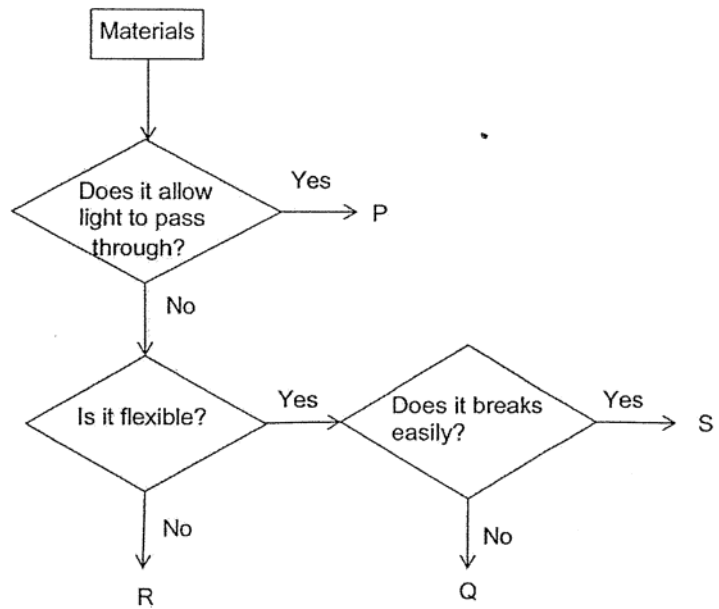 Materials
Does it allow
light to pass
through?
Yes
P
No
Is it flexible?
Yes
Does it breaks
easily?
Yes
S
No
R
No
Q